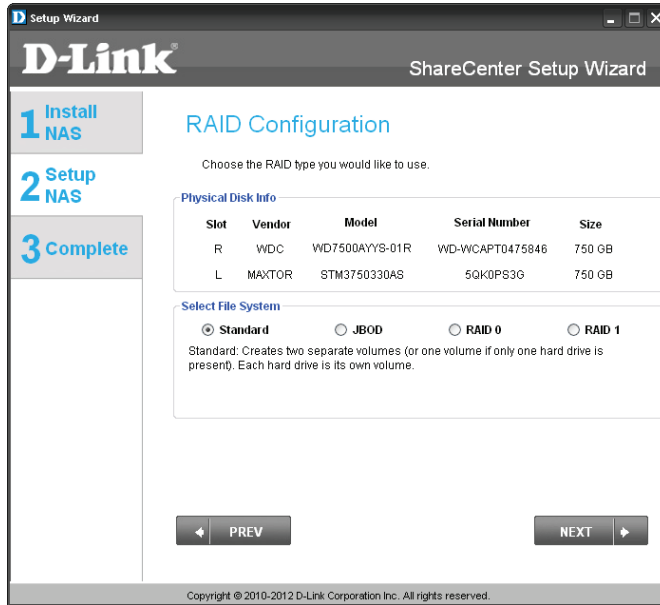 Setup Wizard
D-Link®
ShareCenter Setup Wizard
1 Install NAS
2 Setup NAS
3 Complete
RAID Configuration
Choose the RAID type you would like to use.
Physical Disk Info
Slot Vendor Model Serial Number Size
R WDC WD7500AYYS-01R WD-WCAPT0475846 750 GB
L MAXTOR STM3750330AS 5QK0PS3G 750 GB
Select File System
Standard JBOD RAID 0 RAID 1
Standard: Creates two separate volumes (or one volume if only one hard drive is
present). Each hard drive is its own volume.
PREV NEXT
Copyright © 2010-2012 D-Link Corporation Inc. All rights reserved.